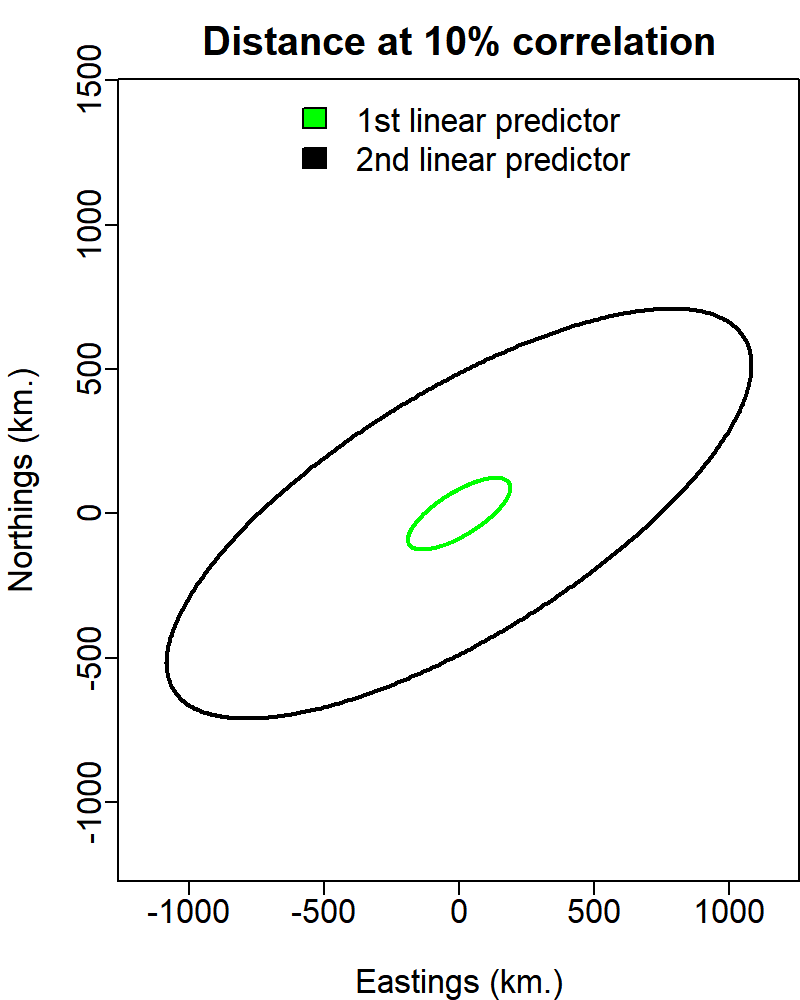 Distance at 10% correlation
1st linear predictor
2nd linear predictor
Northings (km.)
1500
1000
500
0
-500
-1000
-1000 -500 0 500 1000
Eastings (km.)